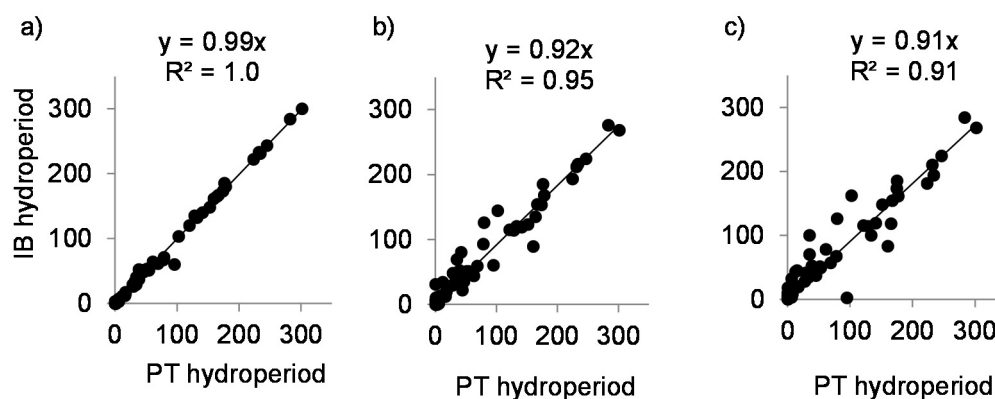 a)
y = 0.99x
R² = 1.0
IB hydroperiod
300
200
100
0
0 100 200 300
PT hydroperiod
b)
y = 0.92x
R² = 0.95
300
200
100
0
0 100 200 300
PT hydroperiod
c)
y = 0.91x
R² = 0.91
300
200
100
0
0 100 200 300
PT hydroperiod